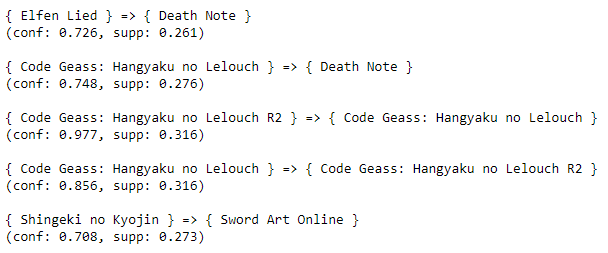 { Elfen Lied } => { Death Note }
(conf: 0.726, supp: 0.261)
{ Code Geass: Hangyaku no Lelouch } => { Death Note }
(conf: 0.748, supp: 0.276)
{ Code Geass: Hangyaku no Lelouch R2 } => { Code Geass: Hangyaku no Lelouch }
(conf: 0.977, supp: 0.316)
{ Code Geass: Hangyaku no Lelouch } => { Code Geass: Hangyaku no Lelouch R2 }
(conf: 0.856, supp: 0.316)
{ Shingeki no Kyojin } => { Sword Art Online }
(conf: 0.708, supp: 0.273)